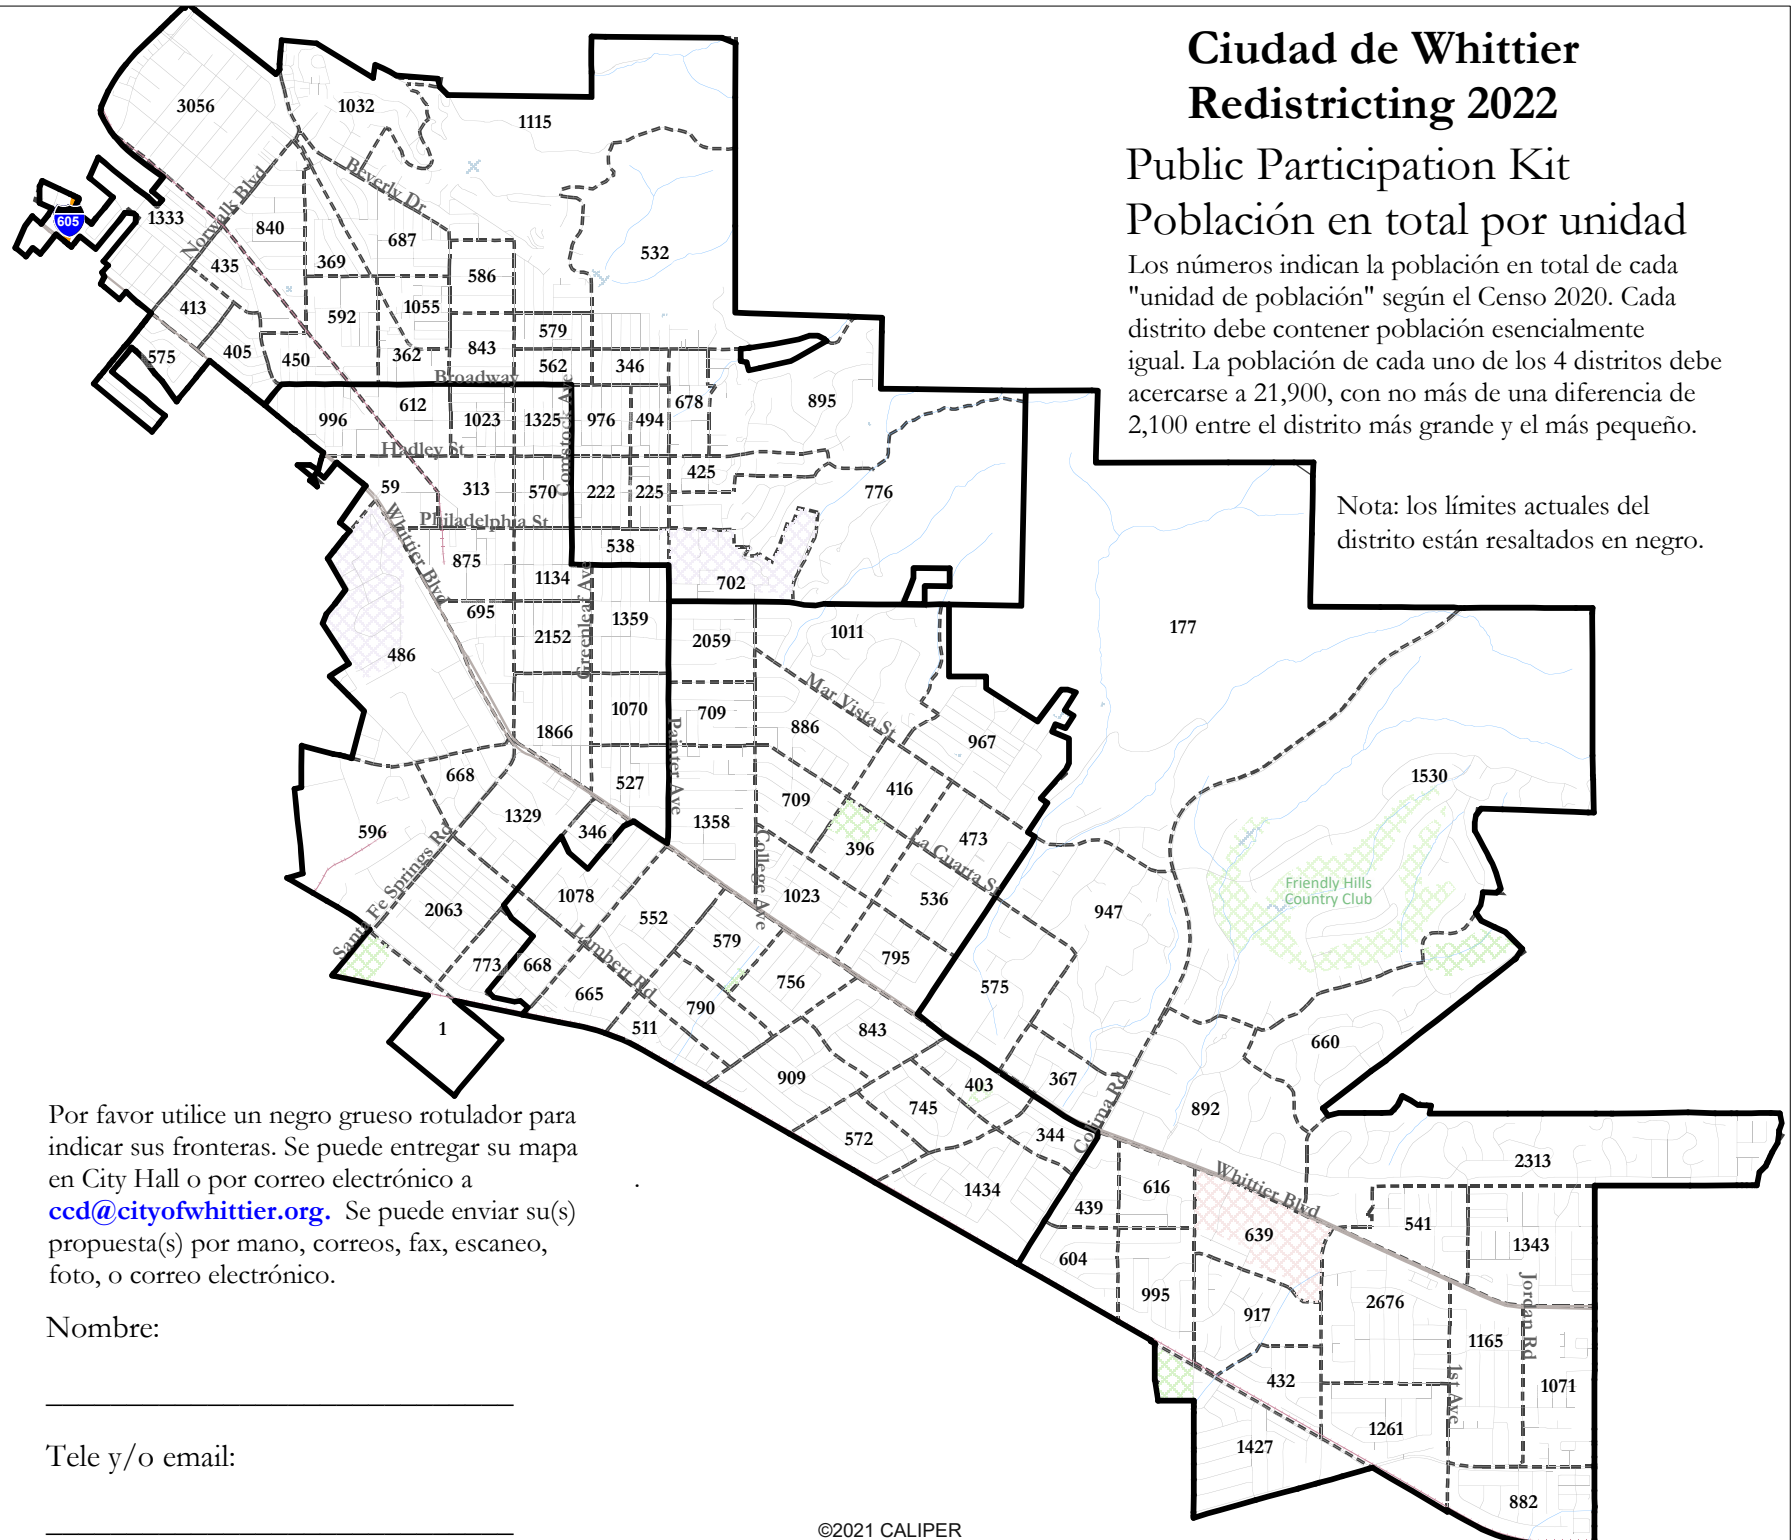 Ciudad de Whittier
Redistricting 2022
Public Participation Kit
Población en total por unidad
Los números indican la población en total de cada
"unidad de población" según el Censo 2020. Cada
distrito debe contener población esencialmente
igual. La población de cada uno de los 4 distritos debe
acercarse a 21,900, con no más de una diferencia de
2,100 entre el distrito más grande y el más pequeño.
Nota: los límites actuales del
distrito están resaltados en negro.
3056
1032
1115
605
1333
Norwalk Blvd
840
Beverly Dr
435
369
687
586
532
413
592
1055
579
575
405
450
362
843
562
346
Broadway
996
612
1023
1325
976
494
678
895
Hadley St
Comstock Ave
59
313
570
222
225
425
776
Whittier Blvd
Philadelphia St
875
538
1134
702
Greenleaf Ave
695
1359
2152
486
2059
1011
177
Mar Vista St
1070
709
886
1866
Painter Ave
967
668
527
709
416
1530
596
1329
346
1358
396
473
Santa Fe Springs Rd
College Ave
La Cuarta St
Friendly Hills
Country Club
2063
1078
552
1023
536
947
579
Lambert Rd
773
668
756
795
575
665
790
1
511
843
660
909
403
367
745
892
Colima Rd
572
344
1434
439
616
Whittier Blvd
2313
639
541
1343
604
995
917
2676
Jordan Rd
1165
432
1st Ave
1071
1261
1427
882
Por favor utilice un negro grueso rotulador para
indicar sus fronteras. Se puede entregar su mapa
en City Hall o por correo electrónico a
ccd@cityofwhittier.org. Se puede enviar su(s)
propuesta(s) por mano, correos, fax, escaneo,
foto, o correo electrónico.
Nombre:
Tele y/o email:
©2021 CALIPER